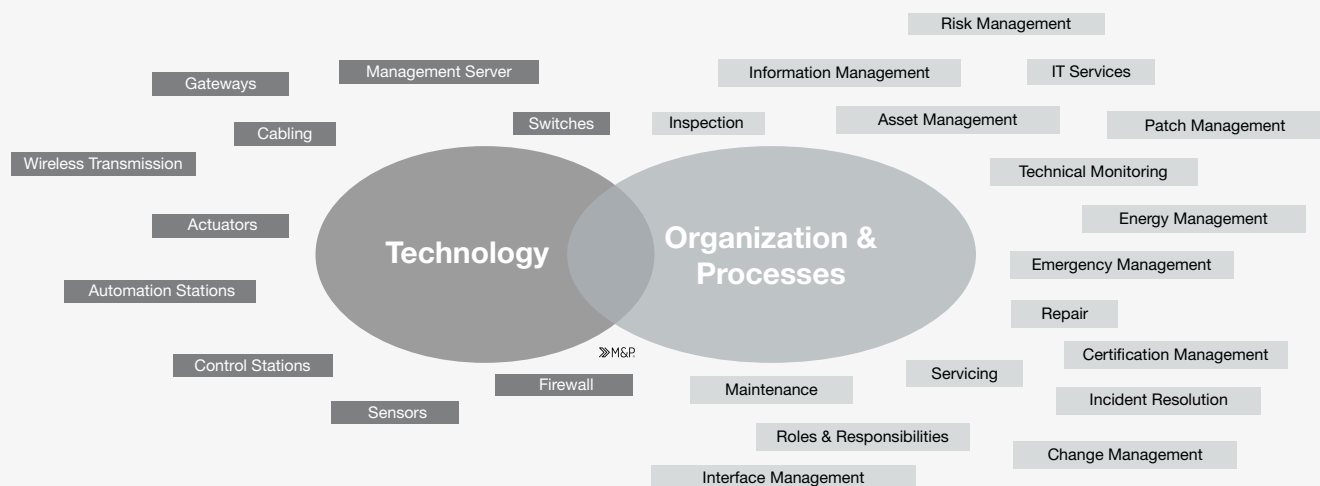 Risk Management
Management Server
Information Management
IT Services
Gateways
Switches
Inspection
Asset Management
Patch Management
Cabling
Wireless Transmission
Technical Monitoring
Actuators
Energy Management
Technology
Organization &
Processes
Emergency Management
Automation Stations
Repair
M&P.
Control Stations
Certification Management
Servicing
Firewall
Maintenance
Incident Resolution
Sensors
Roles & Responsibilities
Change Management
Interface Management